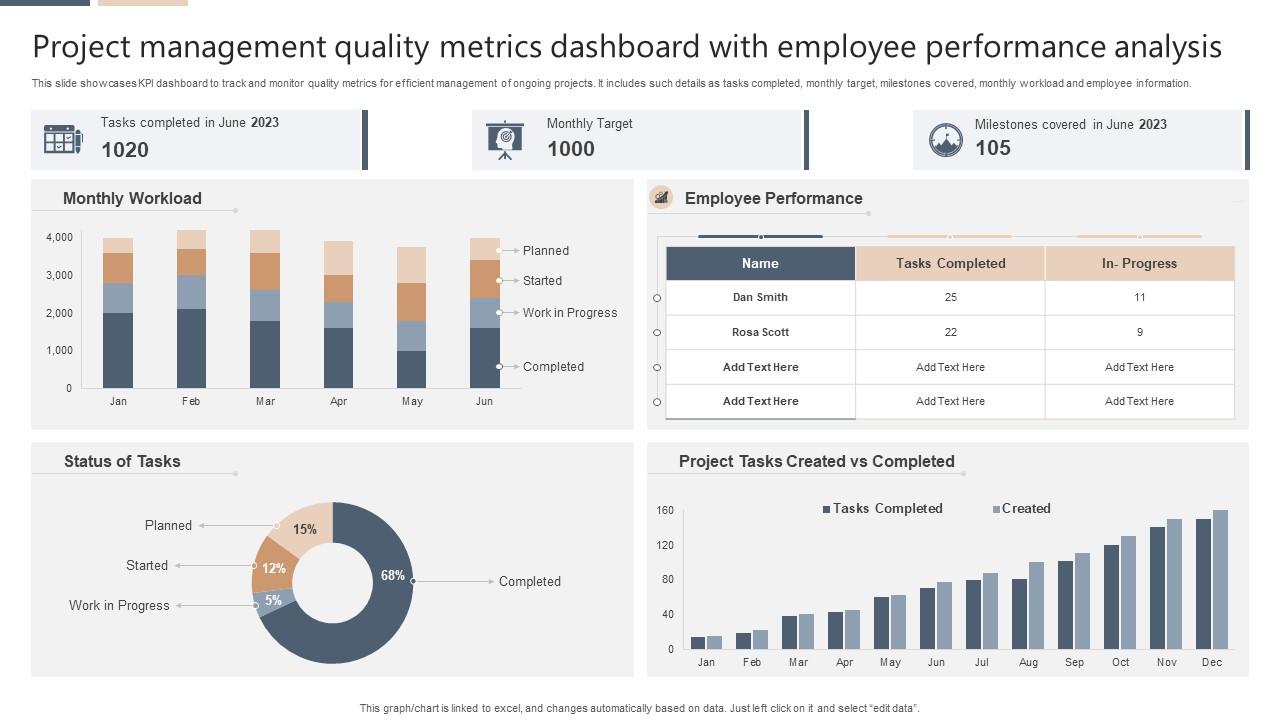 Project management quality metrics dashboard with employee performance analysis
This slide showcases KPI dashboard to track and monitor quality metrics for efficient management of ongoing projects. It includes such details as tasks completed, monthly target, milestones covered, monthly workload and employee information.
Tasks completed in June 2023
1020
Monthly Target
1000
Milestones covered in June 2023
105
Monthly Workload
4,000
3,000
2,000
1,000
0
Jan Feb Mar Apr May Jun
Planned
Started
Work in Progress
Completed
Employee Performance
Name Tasks Completed In- Progress
Dan Smith 25 11
Rosa Scott 22 9
Add Text Here Add Text Here Add Text Here
Add Text Here Add Text Here Add Text Here
Status of Tasks
Planned
Started
Work in Progress
15%
12%
5%
68%
Completed
Project Tasks Created vs Completed
Tasks Completed Created
160
120
80
40
0
Jan Feb Mar Apr May Jun Jul Aug Sep Oct Nov Dec
This graph/chart is linked to excel, and changes automatically based on data. Just left click on it and select “edit data”.